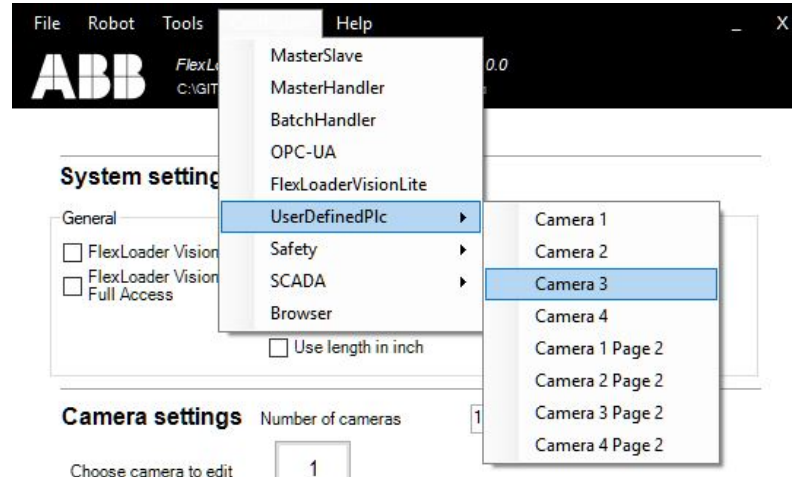 File Robot Tools Help _ X
ABB
FlexL 0.0
C:\GIT
MasterSlave
MasterHandler
BatchHandler
OPC-UA
FlexLoaderVisionLite
UserDefinedPlc
Safety
SCADA
Browser
Camera 1
Camera 2
Camera 3
Camera 4
Camera 1 Page 2
Camera 2 Page 2
Camera 3 Page 2
Camera 4 Page 2
System setting
General
FlexLoader Vision
FlexLoader Vision
Full Access
Use length in inch
Camera settings Number of cameras 1
Choose camera to edit 1